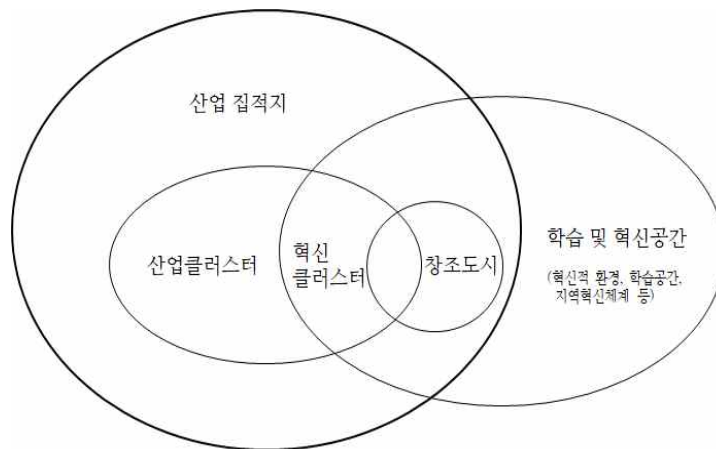 산업 집적지
산업클러스터
혁신
클러스터
창조도시
학습 및 혁신공간
(혁신적 환경, 학습공간,
지역혁신체계 등)